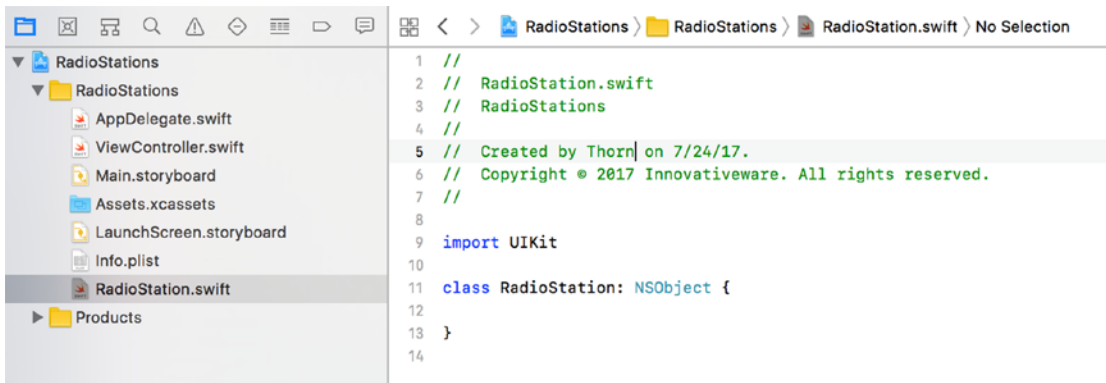 RadioStations 〉 RadioStations 〉 RadioStation.swift 〉 No Selection
RadioStations
RadioStations
AppDelegate.swift
ViewController.swift
Main.storyboard
Assets.xcassets
LaunchScreen.storyboard
Info.plist
RadioStation.swift
Products
1 //
2 // RadioStation.swift
3 // RadioStations
4 //
5 // Created by Thorn on 7/24/17.
6 // Copyright © 2017 Innovativeware. All rights reserved.
7 //
8
9 import UIKit
10
11 class RadioStation: NSObject {
12
13 }
14